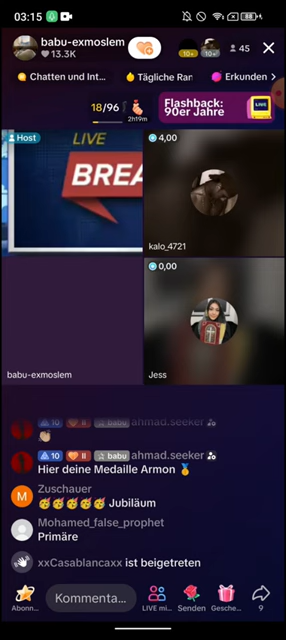 03:15
babu-exmoslem
13.3K
10+
10+
45
Chatten und Int...
Tägliche Ran
Erkunden
18/96
2h19m
Flashback:
90er Jahre
LIVE
Host
LIVE
BREA
4,00
kalo_4721
babu-exmoslem
0,00
Jess
10 II babu ahmad.seeker
10 II babu ahmad.seeker
Hier deine Medaille Armon 🥇
M
Zuschauer
🥳🥳🥳🥳🥳 Jubiläum
Mohamed_false_prophet
Primäre
xxCasablancaxx ist beigetreten
Abonn...
Kommenta...
LIVE mi...
Senden
Gesche...
9